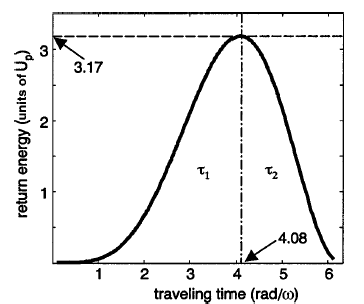 return energy (units of Uₚ)
3
2
1
3.17
τ₁
τ₂
4.08
1 2 3 4 5 6
traveling time (rad/ω)